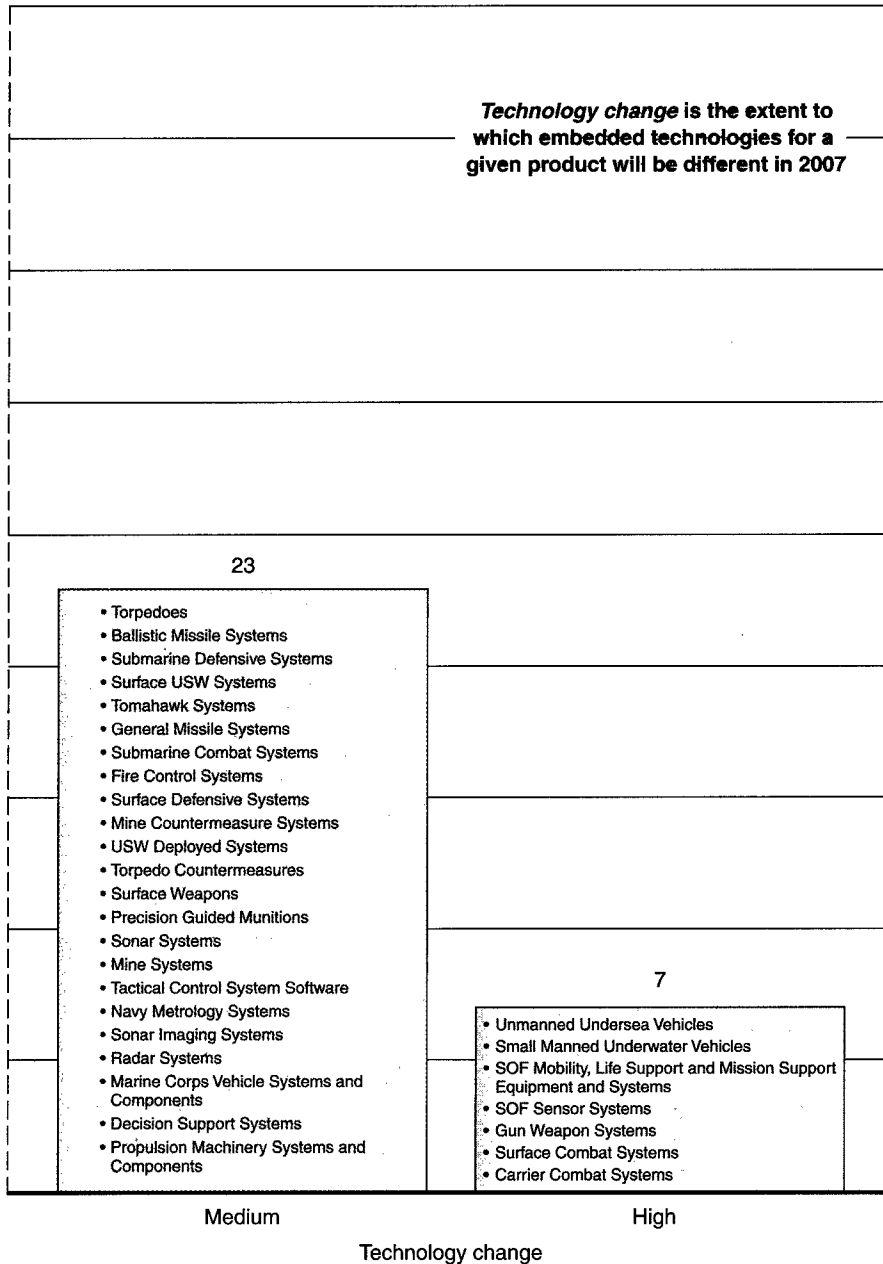 Technology change is the extent to
which embedded technologies for a
given product will be different in 2007
23
• Torpedoes
• Ballistic Missile Systems
• Submarine Defensive Systems
• Surface USW Systems
• Tomahawk Systems
• General Missile Systems
• Submarine Combat Systems
• Fire Control Systems
• Surface Defensive Systems
• Mine Countermeasure Systems
• USW Deployed Systems
• Torpedo Countermeasures
• Surface Weapons
• Precision Guided Munitions
• Sonar Systems
• Mine Systems
• Tactical Control System Software
• Navy Metrology Systems
• Sonar Imaging Systems
• Radar Systems
• Marine Corps Vehicle Systems and
Components
• Decision Support Systems
• Propulsion Machinery Systems and
Components
7
• Unmanned Undersea Vehicles
• Small Manned Underwater Vehicles
• SOF Mobility, Life Support and Mission Support
Equipment and Systems
• SOF Sensor Systems
• Gun Weapon Systems
• Surface Combat Systems
• Carrier Combat Systems
Medium
High
Technology change